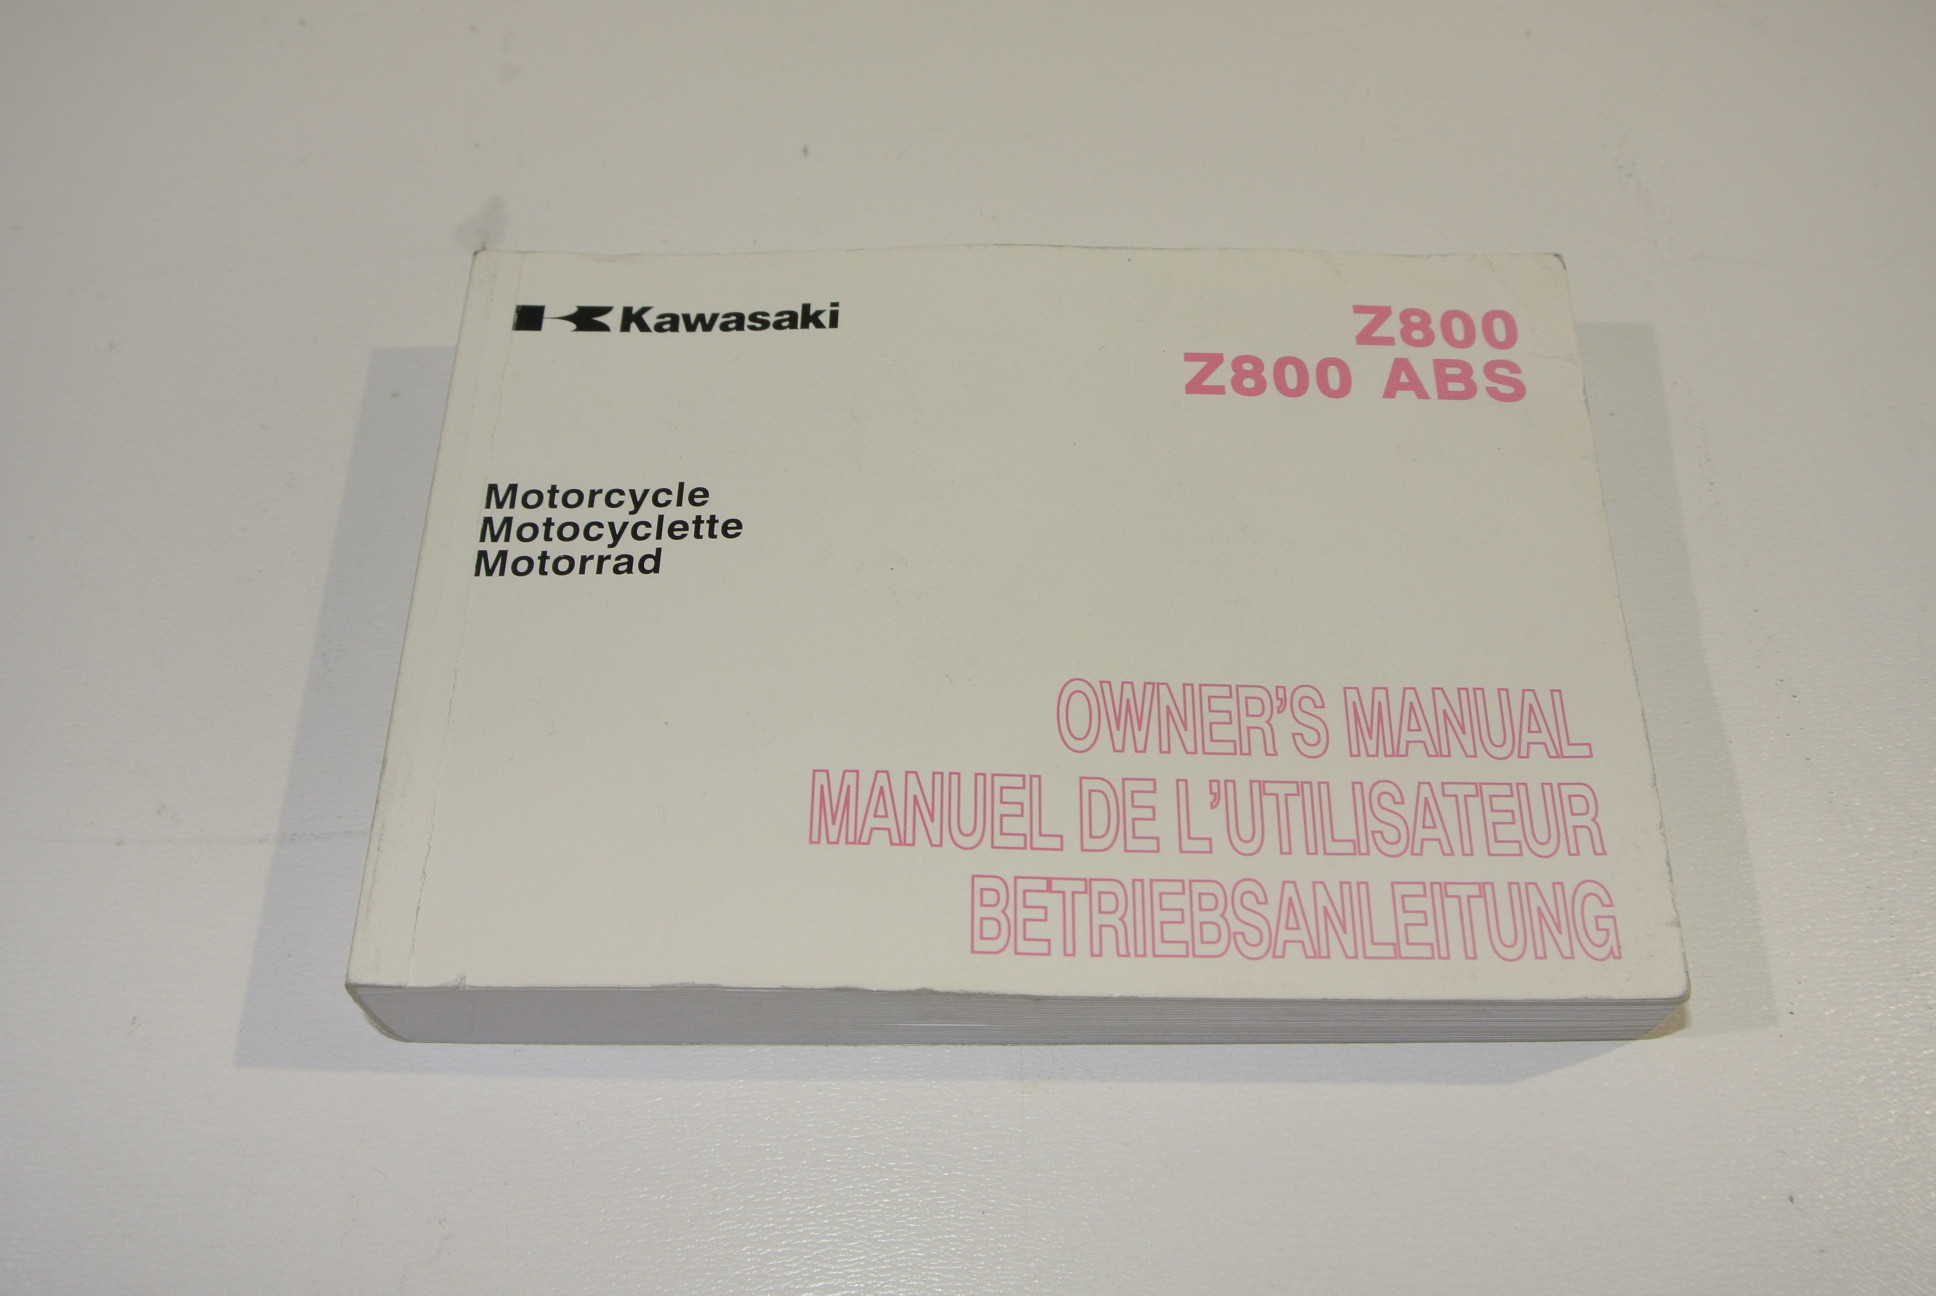 Kawasaki
Z800
Z800 ABS
Motorcycle
Motocyclette
Motorrad
OWNER'S MANUAL
MANUEL DE L'UTILISATEUR
BETRIEBSANLEITUNG